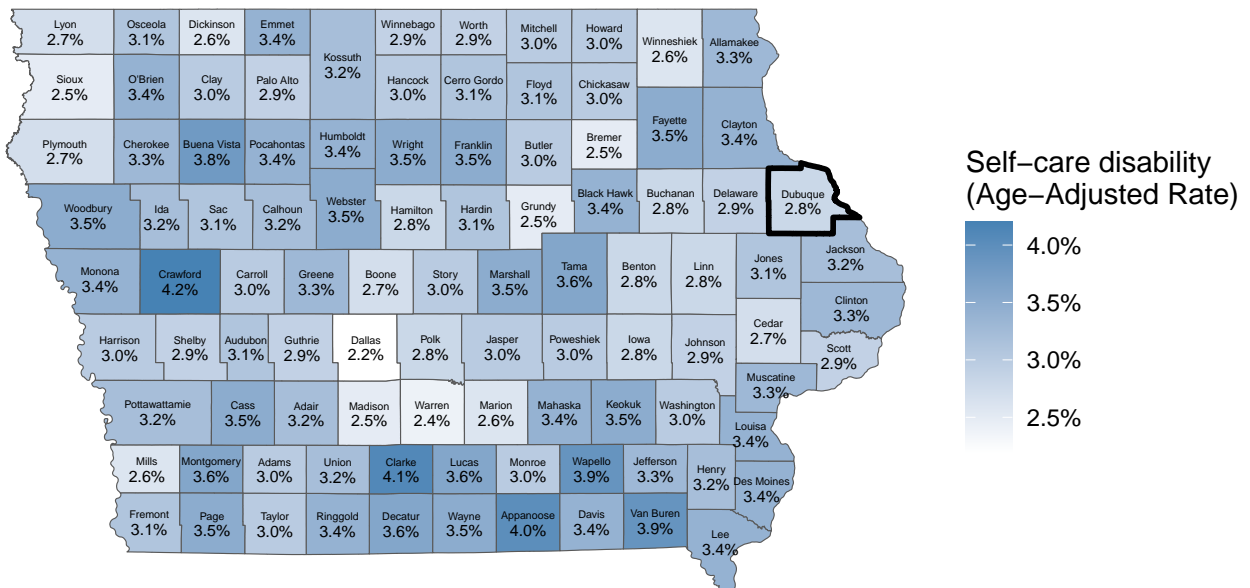 Lyon
2.7%
Osceola
3.1%
Dickinson
2.6%
Emmet
3.4%
Kossuth
3.2%
Winnebago
2.9%
Worth
2.9%
Mitchell
3.0%
Howard
3.0%
Winneshiek
2.6%
Allamakee
3.3%
Sioux
2.5%
O'Brien
3.4%
Clay
3.0%
Palo Alto
2.9%
Hancock
3.0%
Cerro Gordo
3.1%
Floyd
3.1%
Chickasaw
3.0%
Fayette
3.5%
Clayton
3.4%
Plymouth
2.7%
Cherokee
3.3%
Buena Vista
3.8%
Pocahontas
3.4%
Humboldt
3.4%
Wright
3.5%
Franklin
3.5%
Butler
3.0%
Bremer
2.5%
Woodbury
3.5%
Ida
3.2%
Sac
3.1%
Calhoun
3.2%
Webster
3.5%
Hamilton
2.8%
Hardin
3.1%
Grundy
2.5%
Black Hawk
3.4%
Buchanan
2.8%
Delaware
2.9%
Dubuque
2.8%
Monona
3.4%
Crawford
4.2%
Carroll
3.0%
Greene
3.3%
Boone
2.7%
Story
3.0%
Marshall
3.5%
Tama
3.6%
Benton
2.8%
Linn
2.8%
Jones
3.1%
Jackson
3.2%
Clinton
3.3%
Harrison
3.0%
Shelby
2.9%
Audubon
3.1%
Guthrie
2.9%
Dallas
2.2%
Polk
2.8%
Jasper
3.0%
Poweshiek
3.0%
Iowa
2.8%
Johnson
2.9%
Cedar
2.7%
Scott
2.9%
Muscatine
3.3%
Pottawattamie
3.2%
Cass
3.5%
Adair
3.2%
Madison
2.5%
Warren
2.4%
Marion
2.6%
Mahaska
3.4%
Keokuk
3.5%
Washington
3.0%
Louisa
3.4%
Mills
2.6%
Montgomery
3.6%
Adams
3.0%
Union
3.2%
Clarke
4.1%
Lucas
3.6%
Monroe
3.0%
Wapello
3.9%
Jefferson
3.3%
Henry
3.2%
Des Moines
3.4%
Fremont
3.1%
Page
3.5%
Taylor
3.0%
Ringgold
3.4%
Decatur
3.6%
Wayne
3.5%
Appanoose
4.0%
Davis
3.4%
Van Buren
3.9%
Lee
3.4%
Self−care disability
(Age−Adjusted Rate)
4.0%
3.5%
3.0%
2.5%